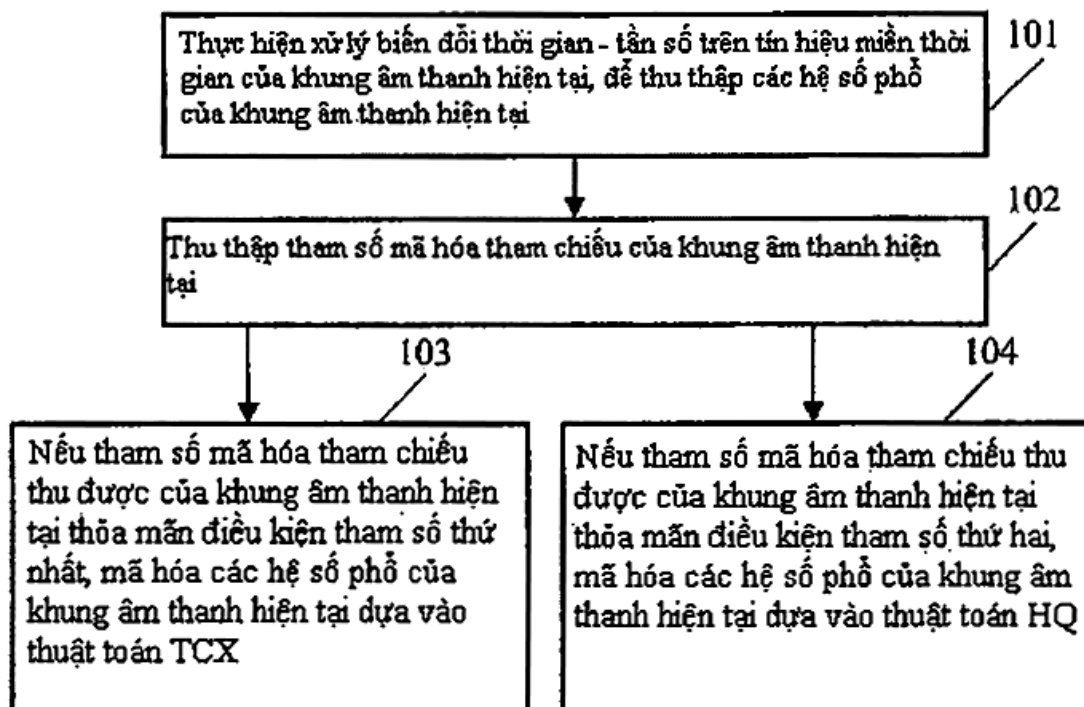 Thực hiện xử lý biến đổi thời gian - tần số trên tín hiệu miền thời
gian của khung âm thanh hiện tại, để thu thập các hệ số phổ
của khung âm thanh hiện tại
101
102
Thu thập tham số mã hóa tham chiếu của khung âm thanh hiện
tại
103
Nếu tham số mã hóa tham chiếu
thu được của khung âm thanh hiện
tại thỏa mãn điều kiện tham số thứ
nhất, mã hóa các hệ số phổ của
khung âm thanh hiện tại dựa vào
thuật toán TCX
104
Nếu tham số mã hóa tham chiếu thu
được của khung âm thanh hiện tại
thỏa mãn điều kiện tham số thứ hai,
mã hóa các hệ số phổ của khung âm
thanh hiện tại dựa vào thuật toán HQ